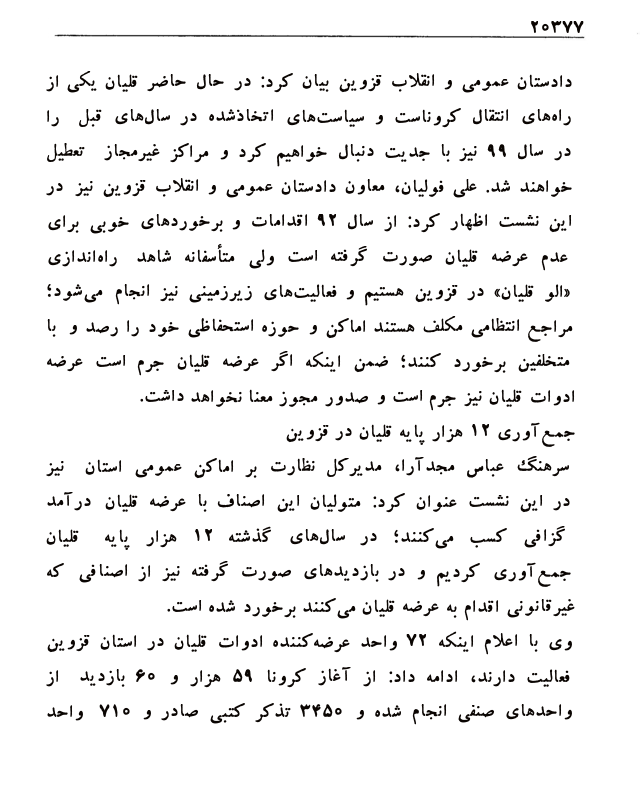 ۲۰۳۷۷
دادستان عمومی و انقلاب قزوین بیان کرد: در حال حاضر قلیان یکی از
راه‌های انتقال کروناست و سیاست‌های اتخاذشده در سال‌های قبل را
در سال ۹۹ نیز با جدیت دنبال خواهیم کرد و مراکز غیرمجاز تعطیل
خواهند شد. علی فولیان، معاون دادستان عمومی و انقلاب قزوین نیز در
این نشست اظهار کرد: از سال ۹۲ اقدامات و برخوردهای خوبی برای
عدم عرضه قلیان صورت گرفته است ولی متأسفانه شاهد راه‌اندازی
«الو قلیان» در قزوین هستیم و فعالیت‌های زیرزمینی نیز انجام می‌شود؛
مراجع انتظامی مکلف هستند اماکن و حوزه استحفاظی خود را رصد و با
متخلفین برخورد کنند؛ ضمن اینکه اگر عرضه قلیان جرم است عرضه
ادوات قلیان نیز جرم است و صدور مجوز معنا نخواهد داشت.
جمع‌آوری ۱۲ هزار پایه قلیان در قزوین
سرهنگ عباس مجدآرا، مدیرکل نظارت بر اماکن عمومی استان نیز
در این نشست عنوان کرد: متولیان این اصناف با عرضه قلیان درآمد
گزافی کسب می‌کنند؛ در سال‌های گذشته ۱۲ هزار پایه قلیان
جمع‌آوری کردیم و در بازدیدهای صورت گرفته نیز از اصنافی که
غیرقانونی اقدام به عرضه قلیان می‌کنند برخورد شده است.
وی با اعلام اینکه ۷۲ واحد عرضه‌کننده ادوات قلیان در استان قزوین
فعالیت دارند، ادامه داد: از آغاز کرونا ۵۹ هزار و ۶۰ بازدید از
واحدهای صنفی انجام شده و ۳۴۵۰ تذکر کتبی صادر و ۷۱۰ واحد